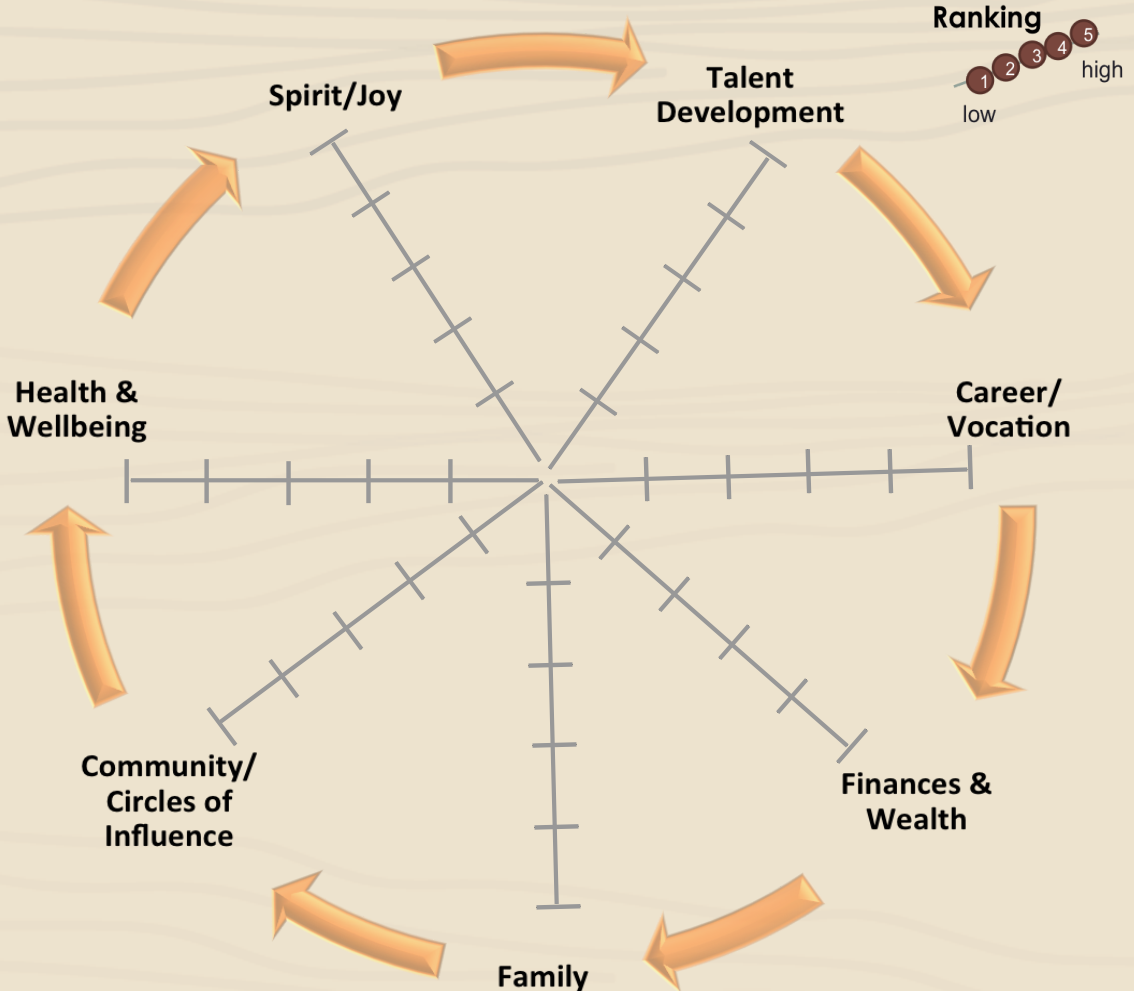 Ranking
1 2 3 4 5
low
high
Spirit/Joy
Talent
Development
Health &
Wellbeing
Career/
Vocation
Community/
Circles of
Influence
Finances &
Wealth
Family